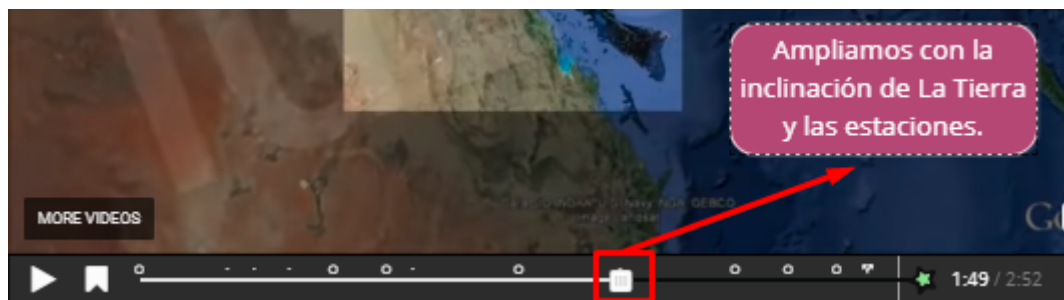 Ampliamos con la
inclinación de La Tierra
y las estaciones.
MORE VIDEOS
1:49 / 2:52